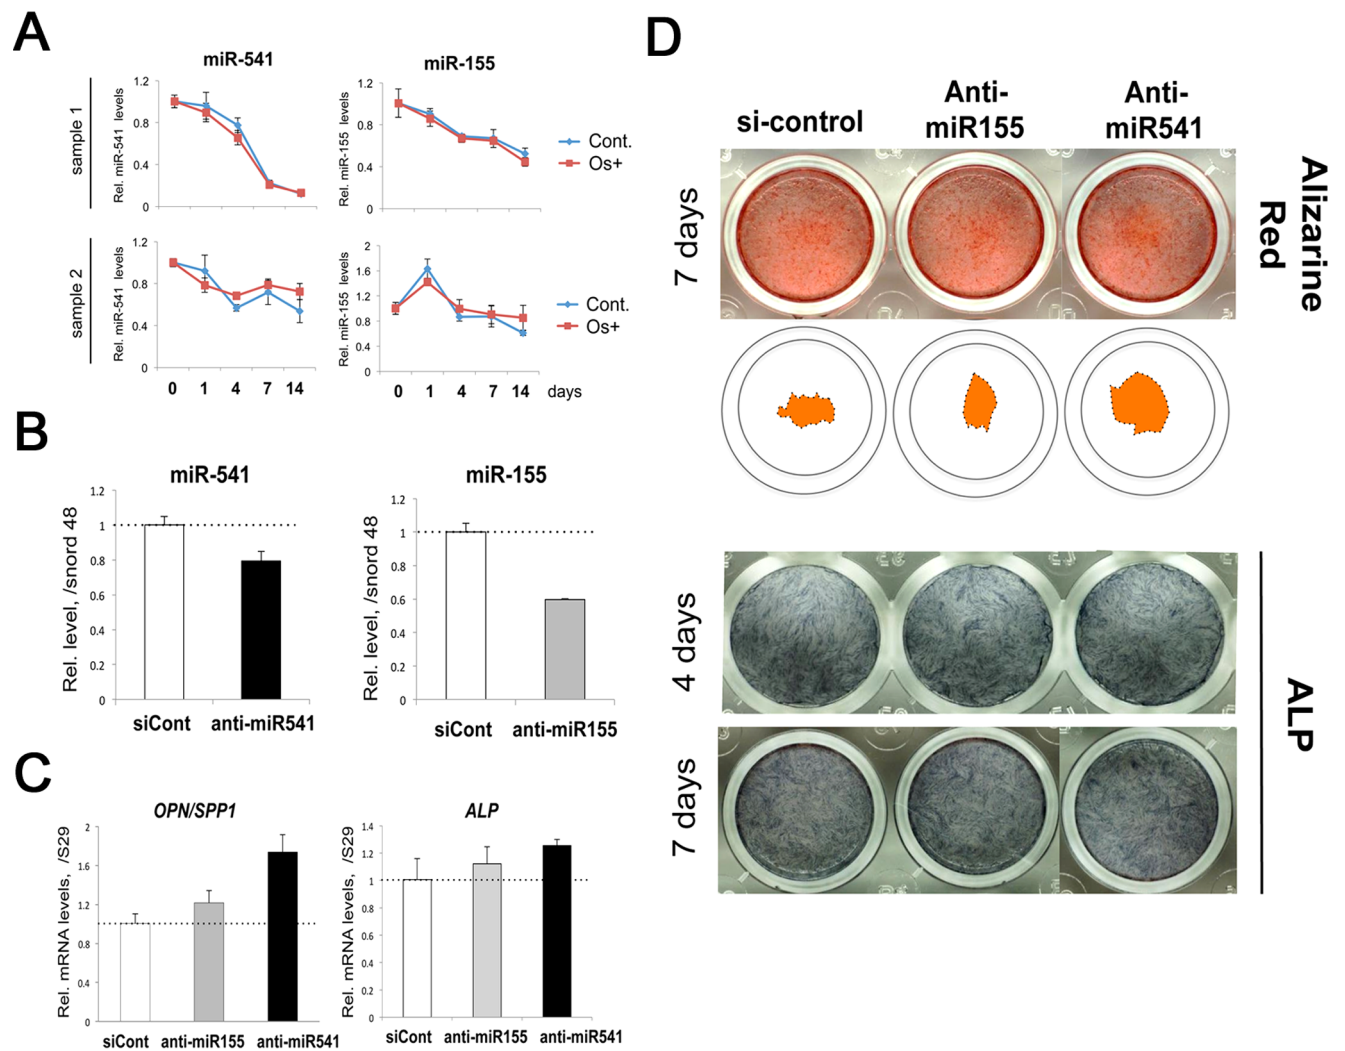 A
miR-541
miR-155
sample 1
Rel. miR-541 levels
1.2
0.8
0.4
0
Rel. miR-155 levels
1.2
0.8
0.4
0
Cont.
Os+
sample 2
Rel. miR-541 levels
1.2
0.8
0.4
0
Rel. miR-155 levels
2
1.6
1.2
0.8
0.4
0
Cont.
Os+
0 1 4 7 14
0 1 4 7 14 days
B
miR-541
Rel. level, /snord 48
1.2
1
0.8
0.6
0.4
0.2
0
siCont anti-miR541
miR-155
Rel. level, /snord 48
1.2
1
0.8
0.6
0.4
0.2
0
siCont anti-miR155
C
OPN/SPP1
Rel. mRNA levels, /S29
2
1.6
1.2
0.8
0.4
0
siCont anti-miR155 anti-miR541
ALP
Rel. mRNA levels, /S29
1.4
1.2
1
0.8
0.6
0.4
0.2
0
siCont anti-miR155 anti-miR541
D
si-control
Anti-
miR155
Anti-
miR541
7 days
Alizarine
Red
4 days
7 days
ALP